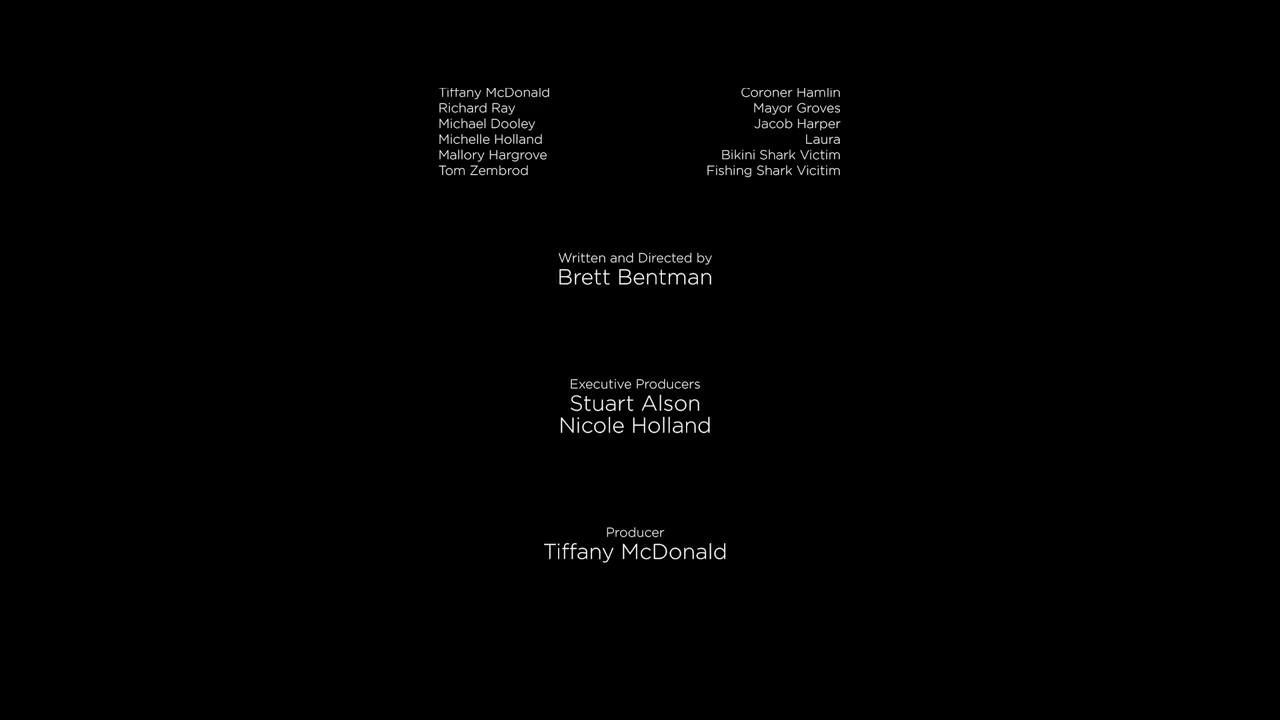 Tiffany McDonald Coroner Hamlin
Richard Ray Mayor Groves
Michael Dooley Jacob Harper
Michelle Holland Laura
Mallory Hargrove Bikini Shark Victim
Tom Zembrod Fishing Shark Vicitim
Written and Directed by
Brett Bentman
Executive Producers
Stuart Alson
Nicole Holland
Producer
Tiffany McDonald